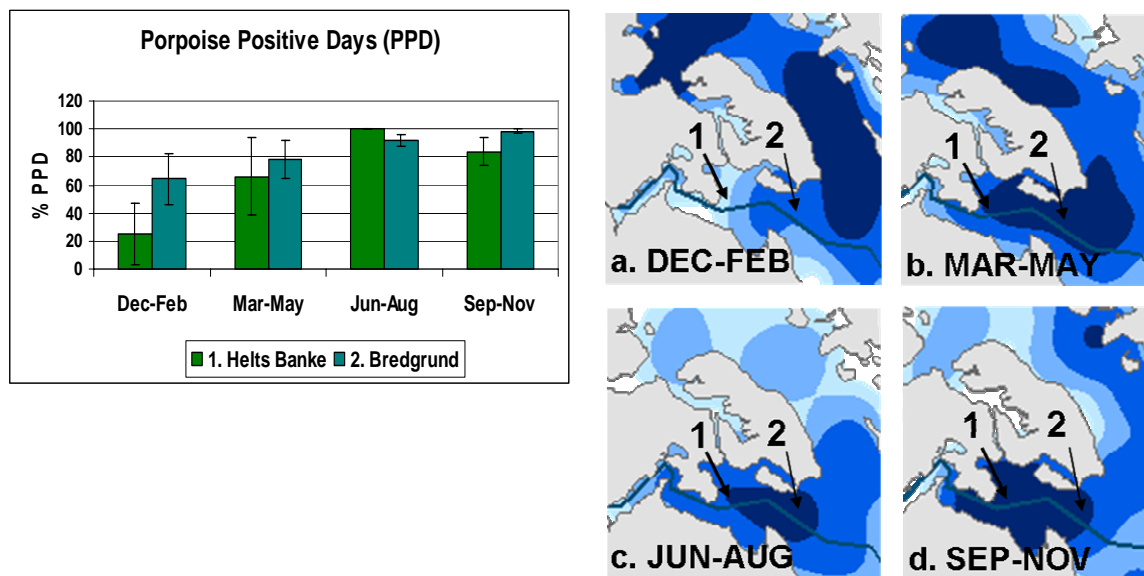 Porpoise Positive Days (PPD)
% PPD
120
100
80
60
40
20
0
Dec-Feb Mar-May Jun-Aug Sep-Nov
1. Helts Banke 2. Bredgrund
1 2
a. DEC-FEB
1 2
b. MAR-MAY
1 2
c. JUN-AUG
1 2
d. SEP-NOV